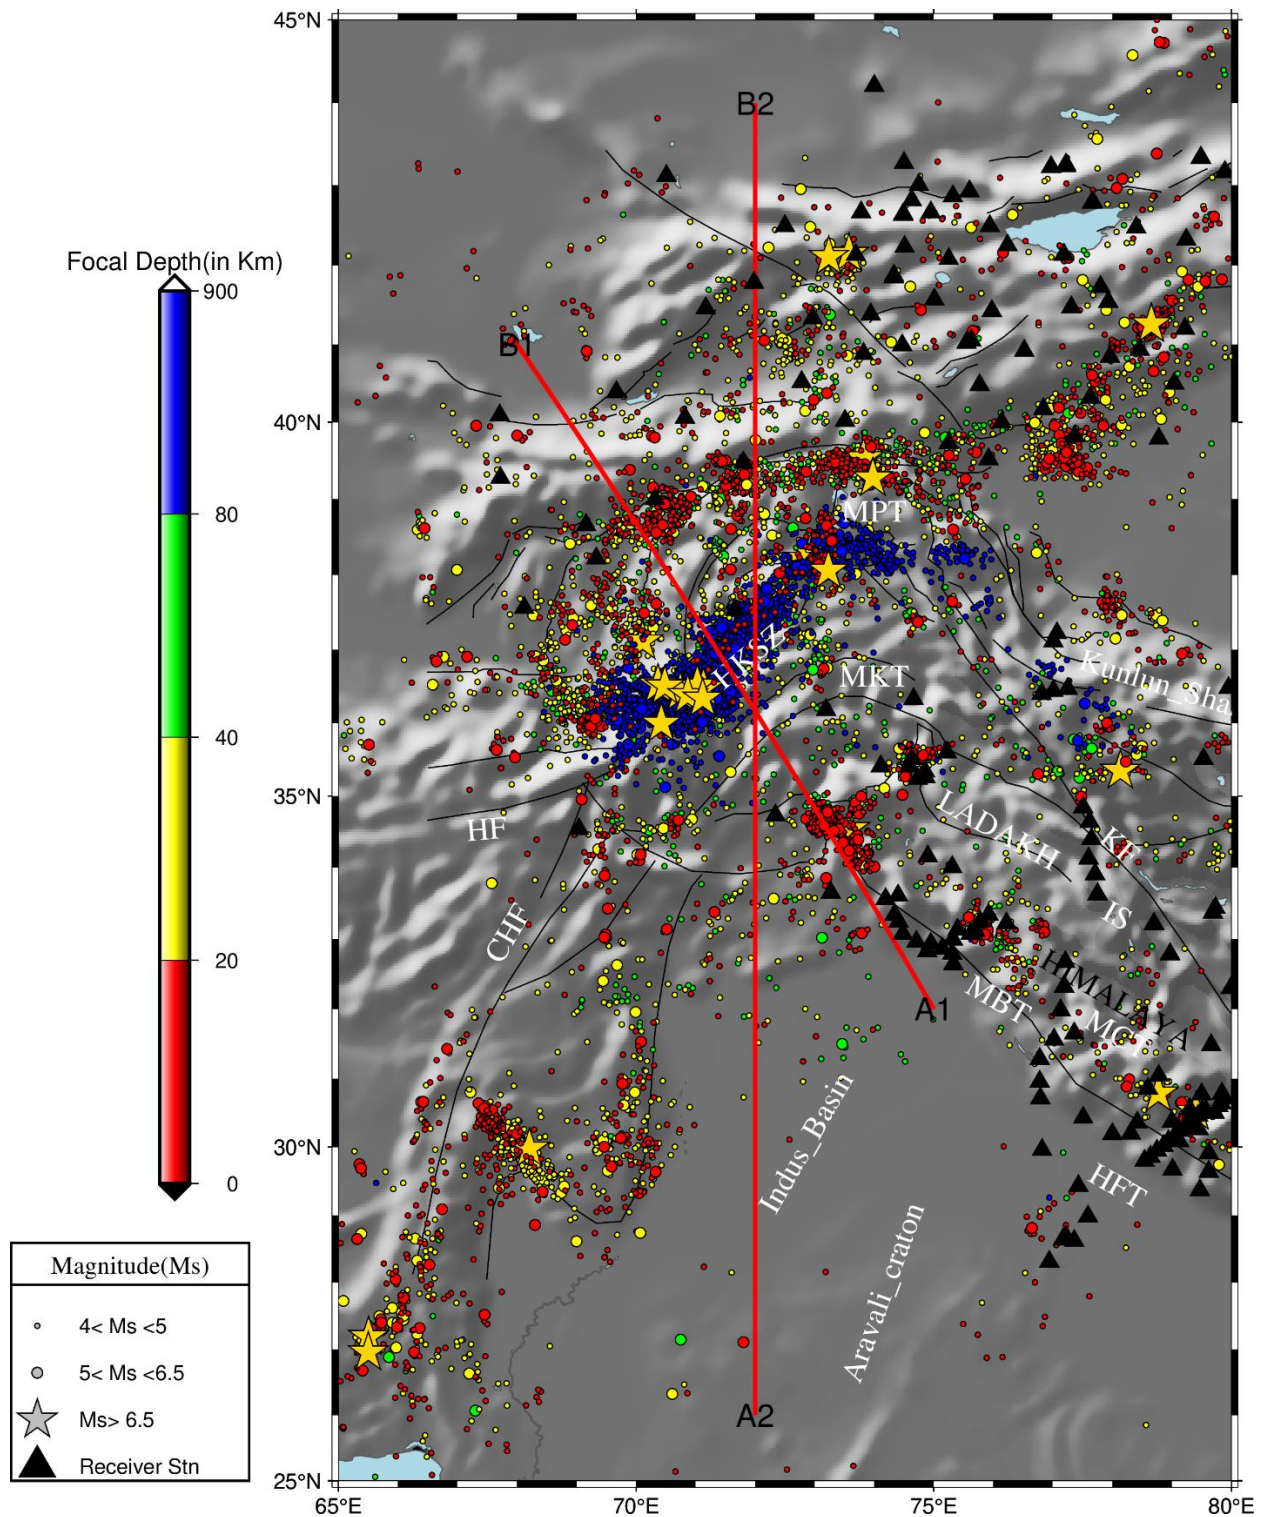 45°N
B2
Focal Depth(in Km)
900
B1
40°N
80
MPT
HKSZ
MKT
Kunlun_Sha
40
35°N
HF
LADAKH
KF
CHF
IS
20
HIMALAYA
A1
MBT
MCT
Indus_Basin
30°N
0
HFT
Magnitude(Ms)
Aravali_craton
4< Ms <5
5< Ms <6.5
Ms> 6.5
A2
Receiver Stn
25°N
65°E
70°E
75°E
80°E